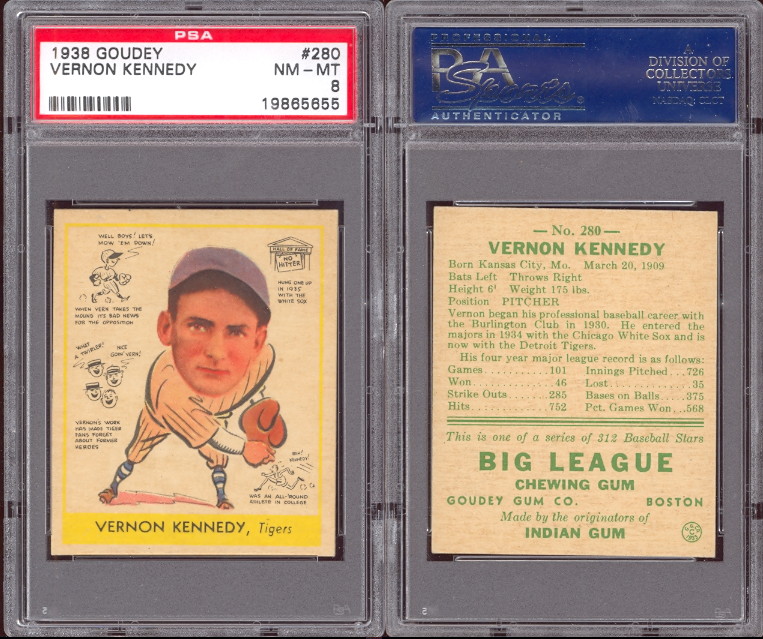 PSA
1938 GOUDEY #280
VERNON KENNEDY NM-MT
8
19865655
WELL BOYS! LET'S
MOW 'EM DOWN!
WHEN VERN TAKES THE
MOUND IT'S BAD NEWS
FOR THE OPPOSITION
HALL OF FAME
NO
HITTER
HUNG ONE UP
IN 1935
WITH THE
WHITE SOX
WHAT
A TWIRLER!
NICE
GOIN' VERN!
VERNON'S WORK
HAS MADE TIGER
FANS FORGET
ABOUT FORMER
HEROES
KENNEDY!
WAS AN ALL-'ROUND
ATHLETE IN COLLEGE
VERNON KENNEDY, Tigers
PROFESSIONAL
PSA
Sports
AUTHENTICATOR
A
DIVISION OF
COLLECTORS
UNIVERSE
NASDAQ: CLCT
— No. 280 —
VERNON KENNEDY
Born Kansas City, Mo. March 20, 1909
Bats Left Throws Right
Height 6' Weight 175 lbs.
Position PITCHER
Vernon began his professional baseball career with
the Burlington Club in 1930. He entered the
majors in 1934 with the Chicago White Sox and is
now with the Detroit Tigers.
His four year major league record is as follows:
Games..........101 Innings Pitched...726
Won............46 Lost.............35
Strike Outs......285 Bases on Balls....375
Hits............752 Pct. Games Won...568
This is one of a series of 312 Baseball Stars
BIG LEAGUE
CHEWING GUM
GOUDEY GUM CO. BOSTON
Made by the originators of
INDIAN GUM